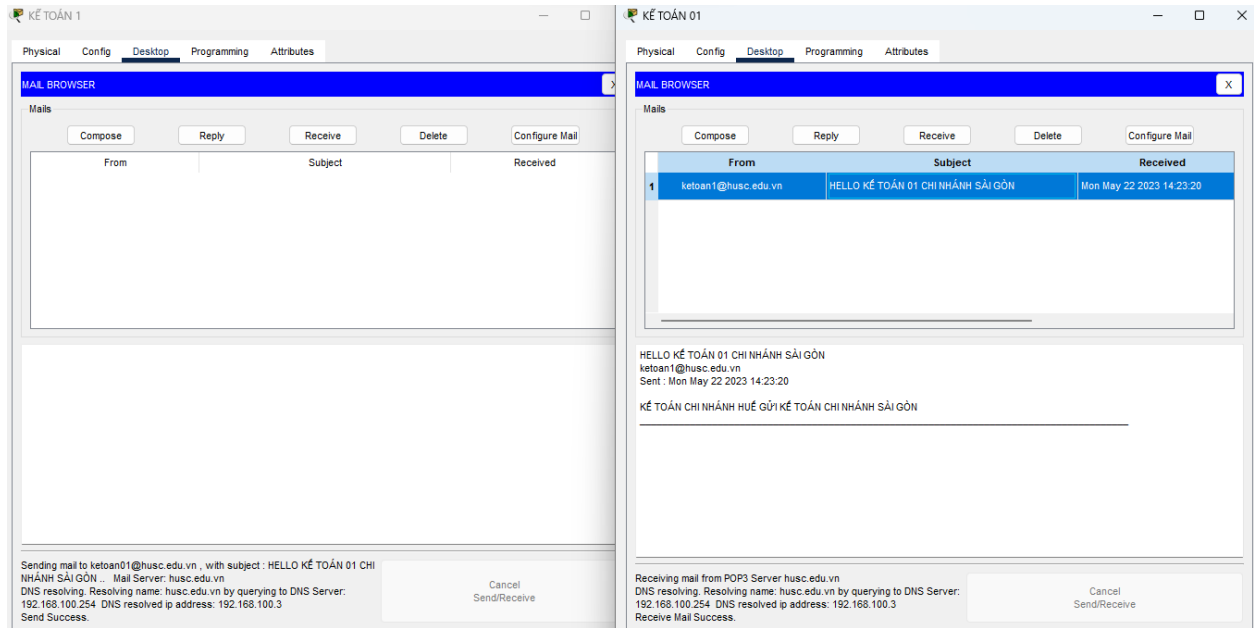 KẾ TOÁN 1
Physical Config Desktop Programming Attributes
MAIL BROWSER X
Mails
Compose Reply Receive Delete Configure Mail
From Subject Received
Sending mail to ketoan01@husc.edu.vn , with subject : HELLO KẾ TOÁN 01 CHI
NHÁNH SÀI GÒN .. Mail Server: husc.edu.vn
DNS resolving. Resolving name: husc.edu.vn by querying to DNS Server:
192.168.100.254 DNS resolved ip address: 192.168.100.3
Send Success.
Cancel
Send/Receive
KẾ TOÁN 01
Physical Config Desktop Programming Attributes
MAIL BROWSER X
Mails
Compose Reply Receive Delete Configure Mail
From Subject Received
1 ketoan1@husc.edu.vn HELLO KẾ TOÁN 01 CHI NHÁNH SÀI GÒN Mon May 22 2023 14:23:20
HELLO KẾ TOÁN 01 CHI NHÁNH SÀI GÒN
ketoan1@husc.edu.vn
Sent : Mon May 22 2023 14:23:20
KẾ TOÁN CHI NHÁNH HUẾ GỬI KẾ TOÁN CHI NHÁNH SÀI GÒN
Receiving mail from POP3 Server husc.edu.vn
DNS resolving. Resolving name: husc.edu.vn by querying to DNS Server:
192.168.100.254 DNS resolved ip address: 192.168.100.3
Receive Mail Success.
Cancel
Send/Receive